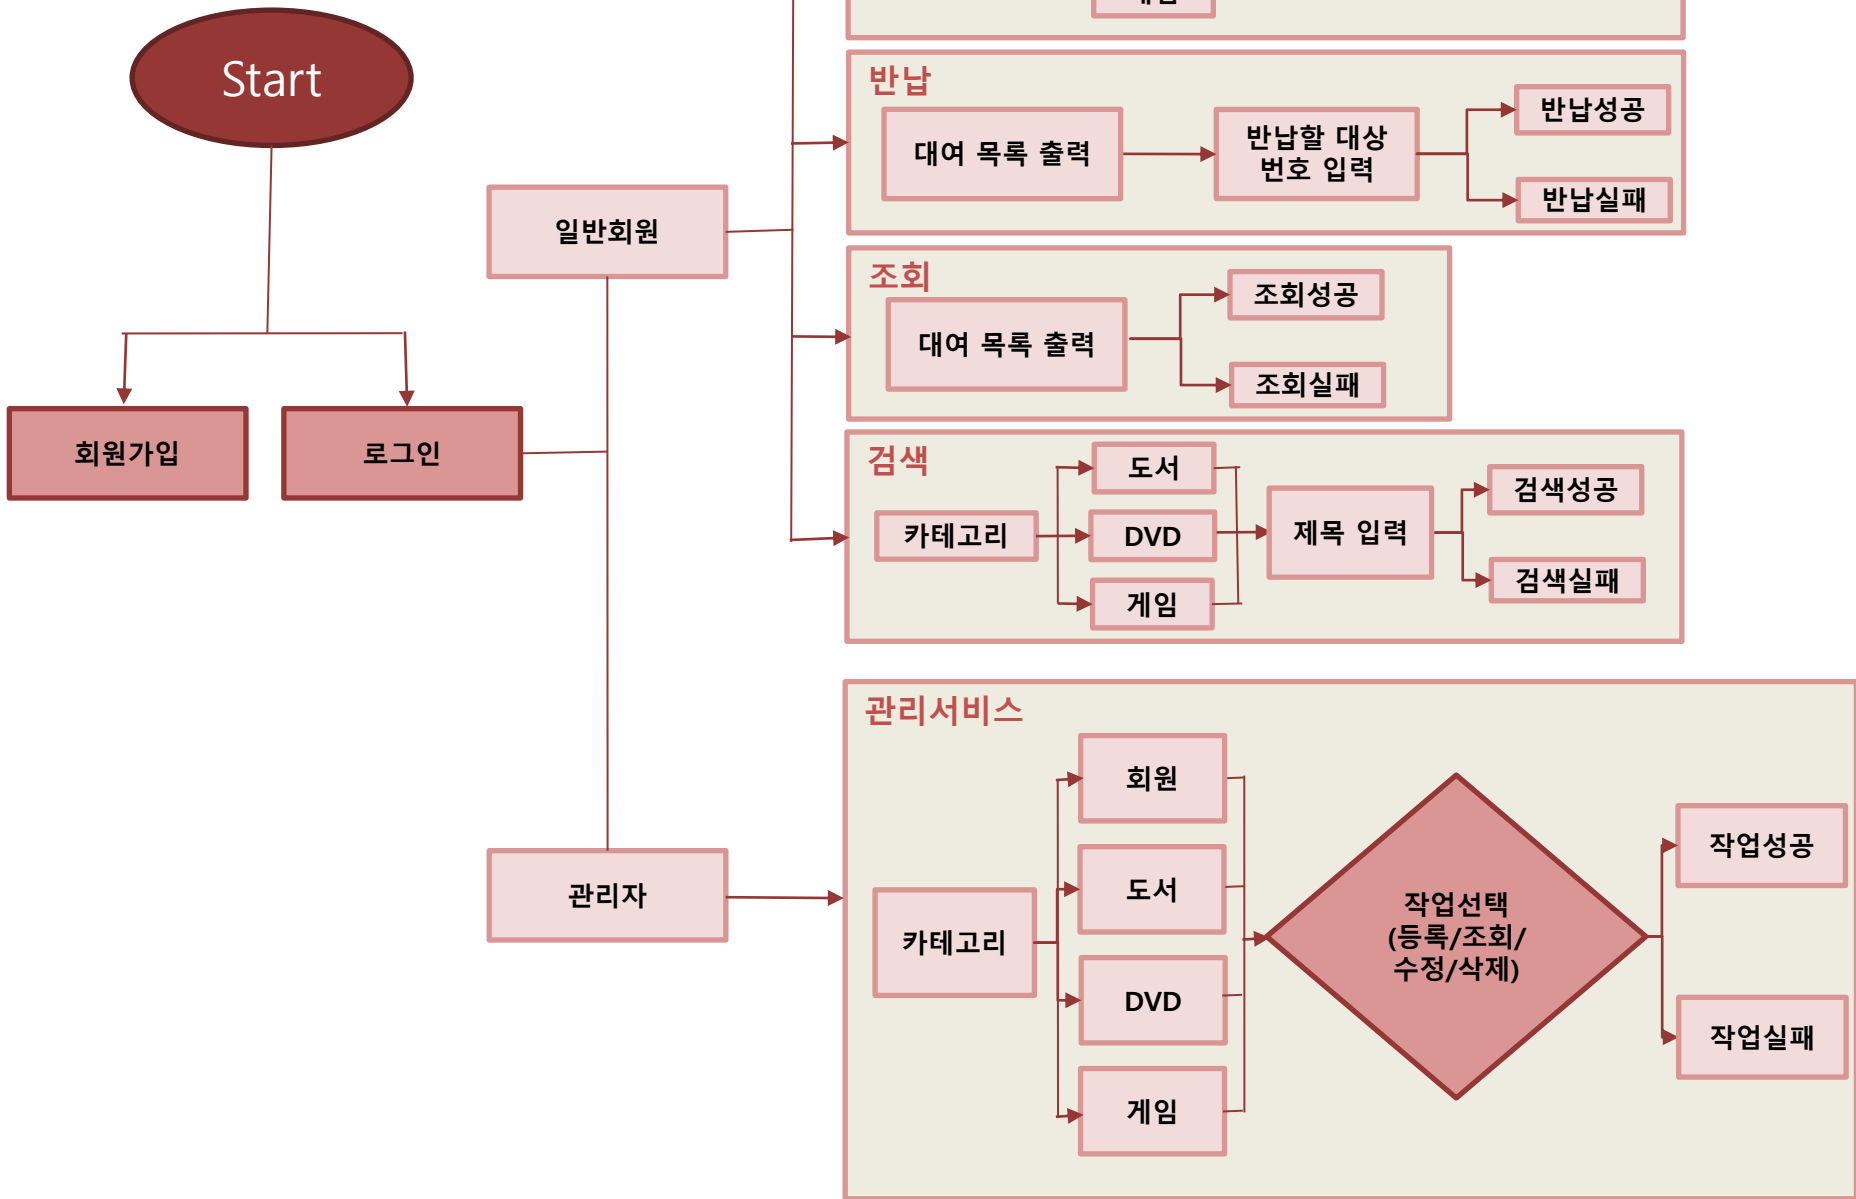 Start
반납
대여 목록 출력
반납할 대상
번호 입력
반납성공
반납실패
일반회원
조회
대여 목록 출력
조회성공
조회실패
회원가입
로그인
검색
카테고리
도서
DVD
게임
제목 입력
검색성공
검색실패
관리서비스
관리자
카테고리
회원
도서
DVD
게임
작업선택
(등록/조회/
수정/삭제)
작업성공
작업실패